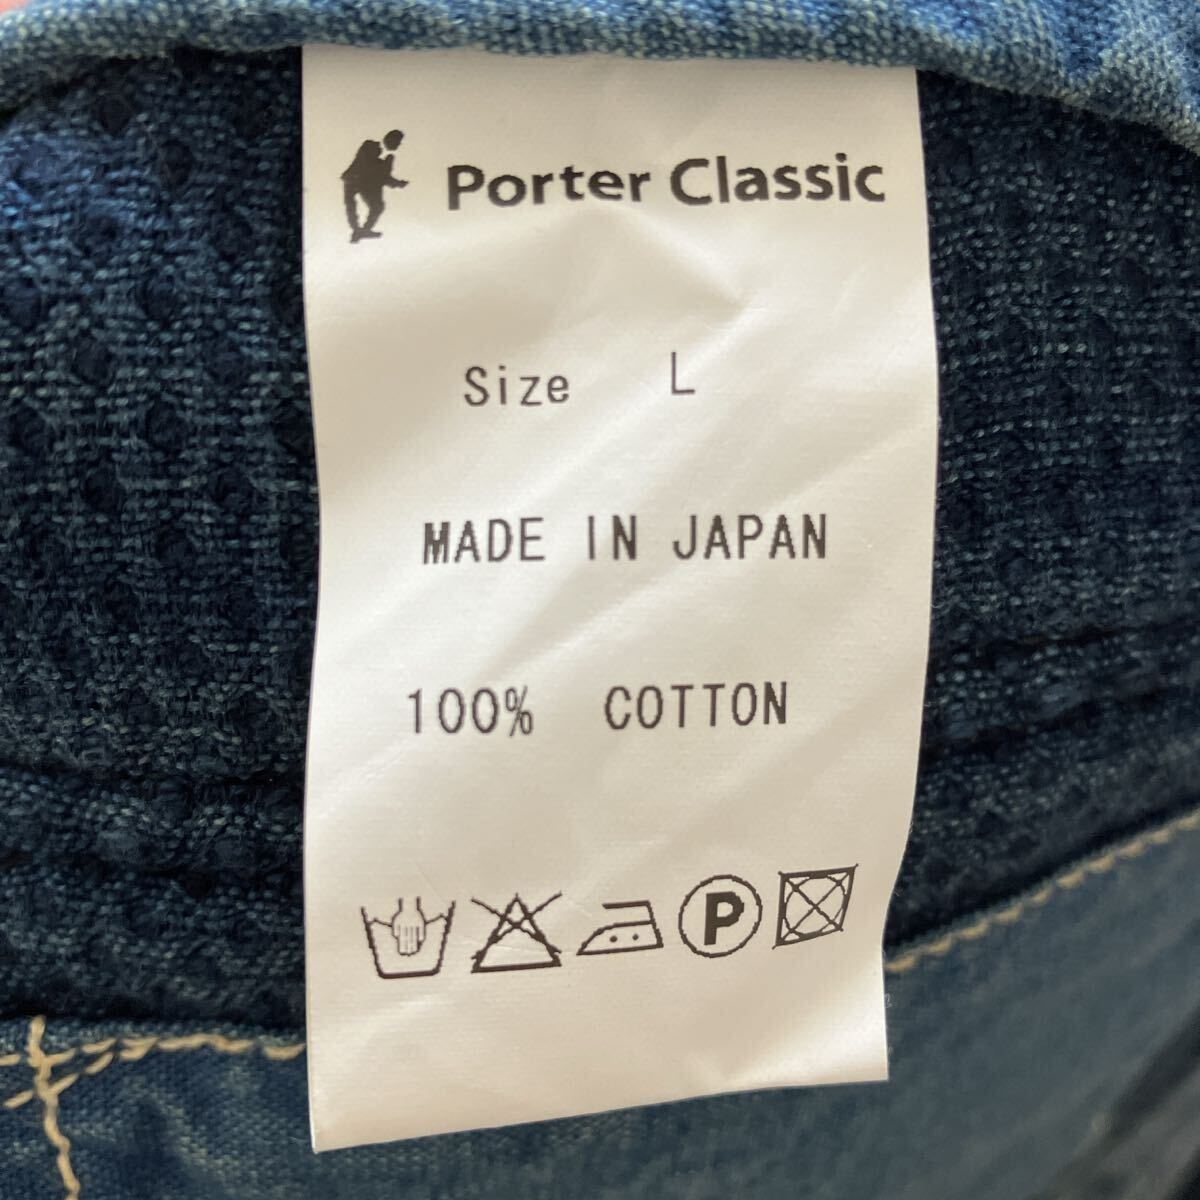 Porter Classic
Size L
MADE IN JAPAN
100% COTTON
P